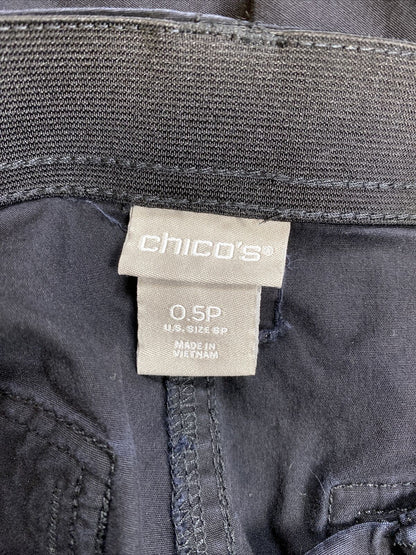 chico's®
0.5P
U.S. SIZE 6P
MADE IN
VIETNAM